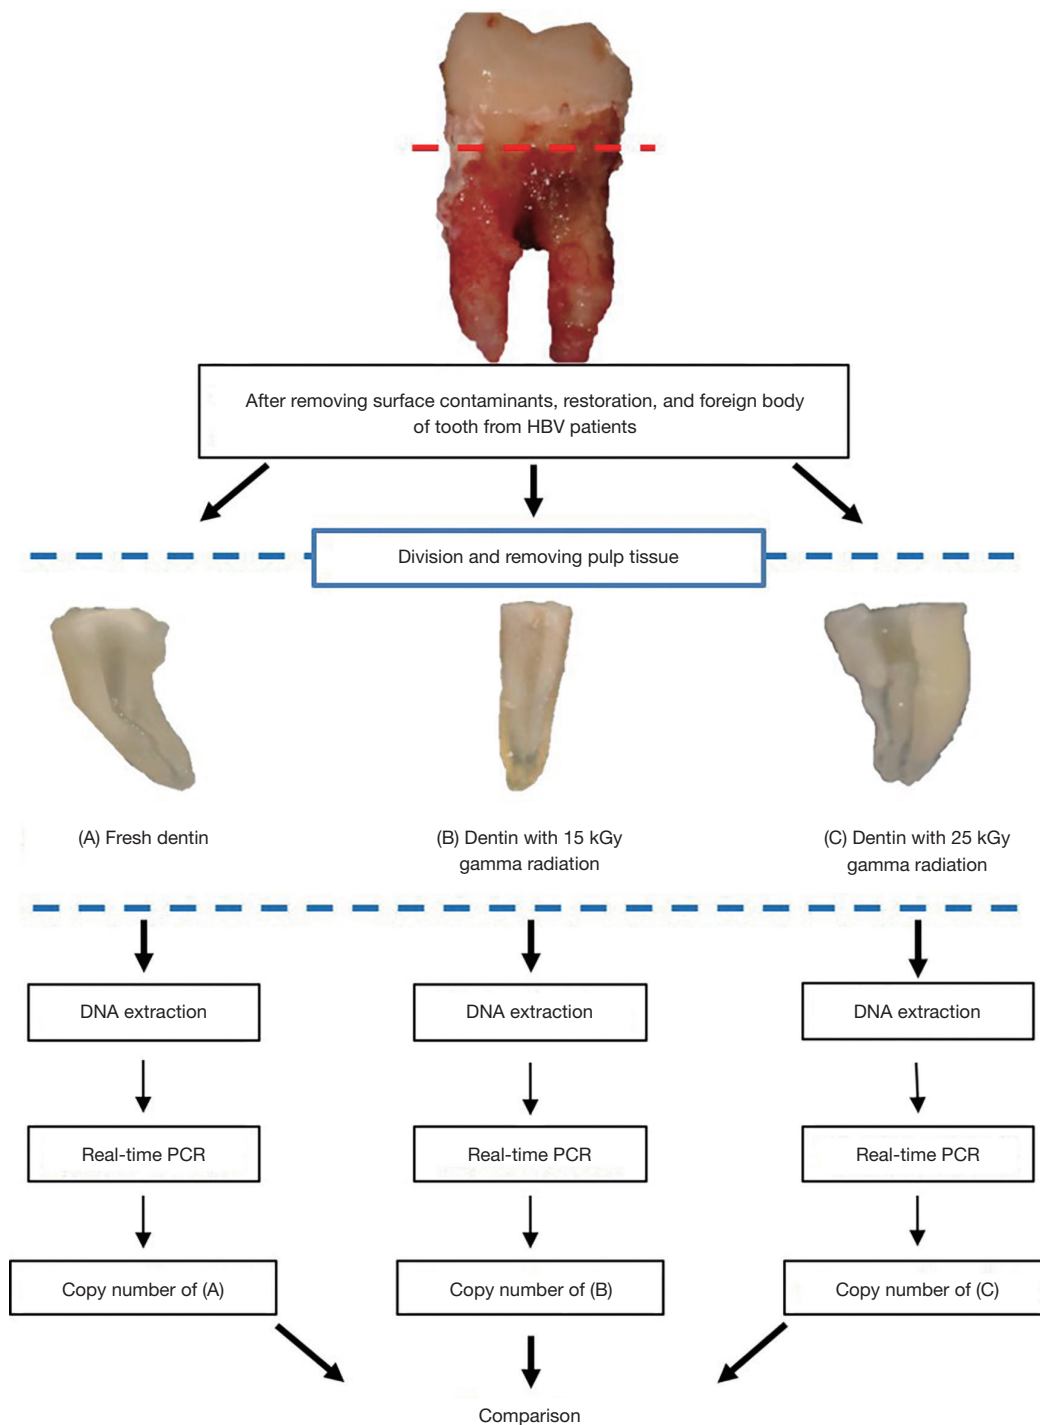 After removing surface contaminants, restoration, and foreign body
of tooth from HBV patients
Division and removing pulp tissue
(A) Fresh dentin
(B) Dentin with 15 kGy
gamma radiation
(C) Dentin with 25 kGy
gamma radiation
DNA extraction
DNA extraction
DNA extraction
Real-time PCR
Real-time PCR
Real-time PCR
Copy number of (A)
Copy number of (B)
Copy number of (C)
Comparison